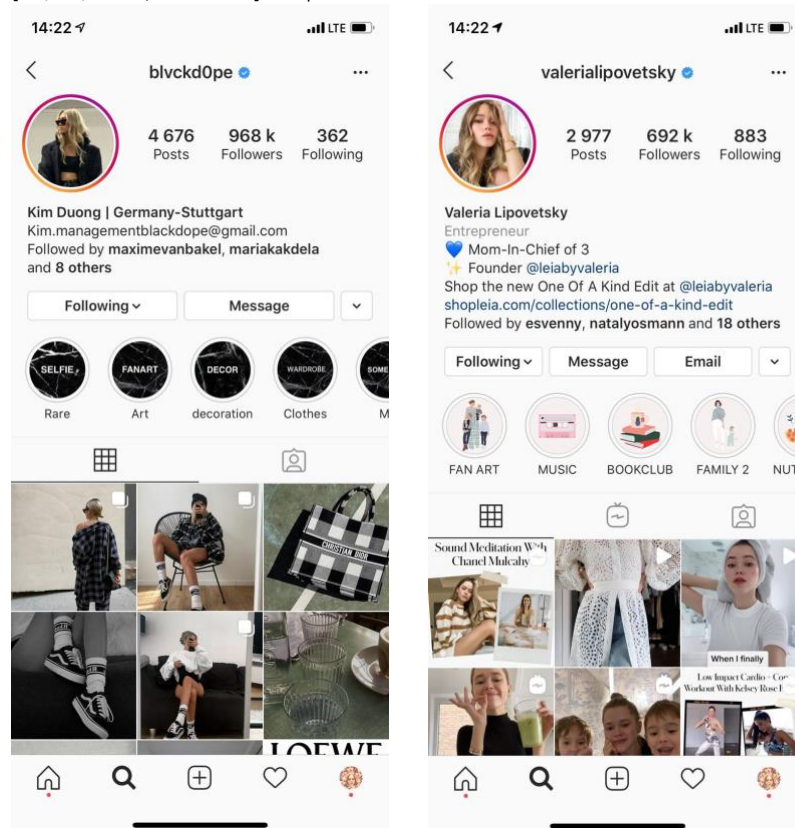 14:22
LTE
blvckd0pe
4 676
968 k
362
Posts
Followers
Following
Kim Duong | Germany-Stuttgart
Kim.managementblackdope@gmail.com
Followed by maximevanbakel, mariakakdela
and 8 others
Following
Message
SELFIE
FANART
DECOR
WARDROBE
SOME
Rare
Art
decoration
Clothes
M
CHRISTIAN DIOR
LOEWE
14:22
LTE
valerialipovetsky
2 977
692 k
883
Posts
Followers
Following
Valeria Lipovetsky
Entrepreneur
💙 Mom-In-Chief of 3
✨ Founder @leiabyvaleria
Shop the new One Of A Kind Edit at @leiabyvaleria
shopleia.com/collections/one-of-a-kind-edit
Followed by esvenny, natalyosmann and 18 others
Following
Message
Email
FAN ART
MUSIC
BOOKCLUB
FAMILY 2
NUT
Sound Meditation With
Chanel Mulcahy
When I finally
Low Impact Cardio + Co
Workout With Kelsey Rose